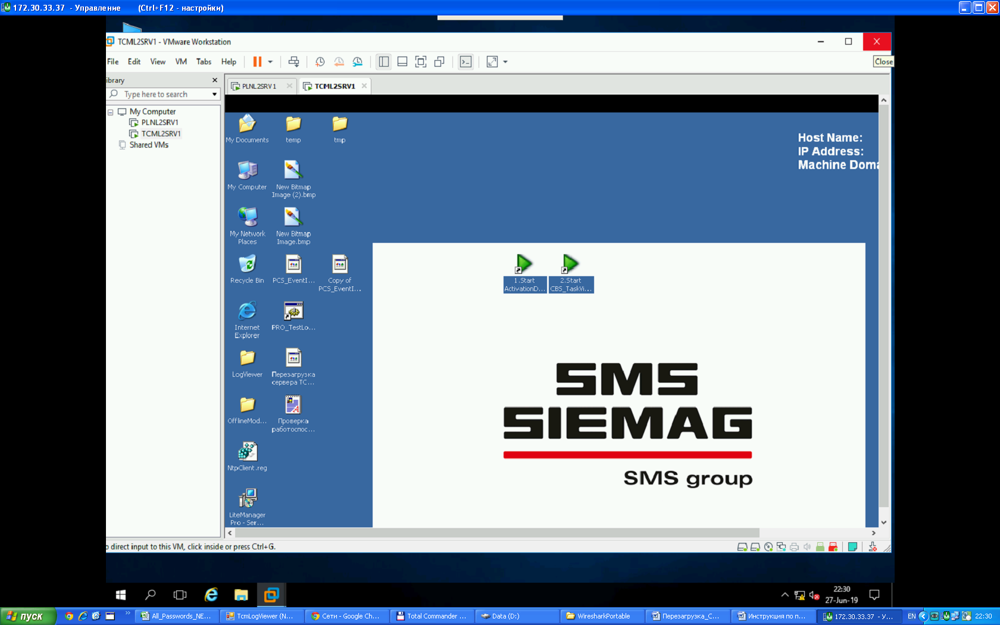 172.30.33.37 - Управление (Ctrl+F12 - настройки)
TCML2SRV1 - VMware Workstation
File Edit View VM Tabs Help
Close
ibrary
PLNL2SRV1
TCML2SRV1
Type here to search
My Computer
PLNL2SRV1
TCML2SRV1
Shared VMs
My Documents
temp
tmp
Host Name:
IP Address:
Machine Doma
My Computer
New Bitmap
Image (2).bmp
My Network
Places
New Bitmap
Image.bmp
Recycle Bin
PCS_EventI...
Copy of
PCS_EventI...
1.Start
ActivationD...
2.Start
CBS_TaskVi...
Internet
Explorer
PRO_TestLo...
LogViewer
Перезагрузка
сервера TC...
OfflineMod...
Проверка
работоспос...
NtpClient.reg
LiteManager
Pro - Ser...
SMS
SIEMAG
SMS group
o direct input to this VM, click inside or press Ctrl+G.
22:30
27-Jun-19
пуск
All_Passwords_NE...
TcmLogViewer (N...
Сети - Google Ch...
Total Commander ...
Data (D:)
WiresharkPortable
Перезагрузка_С...
Инструкция по п...
172.30.33.37 - У...
EN
22:30